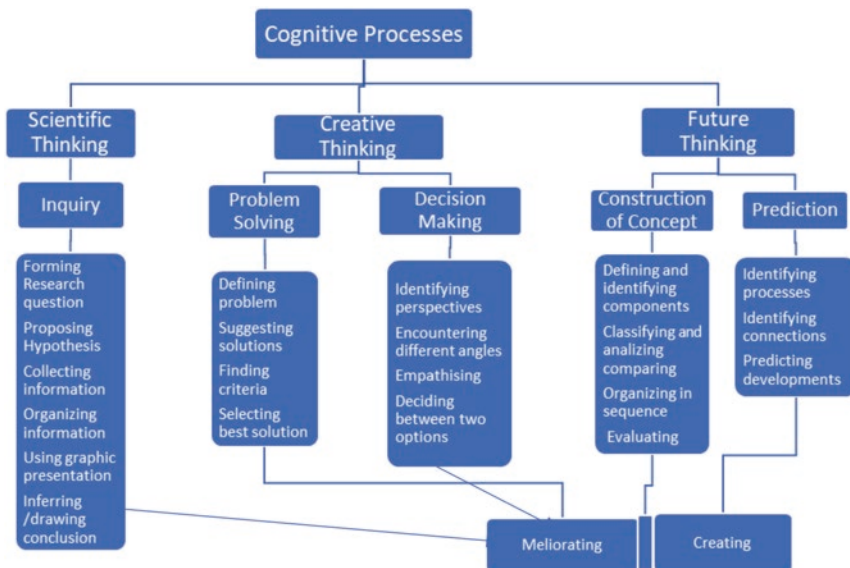 Cognitive Processes
Scientific
Thinking
Creative
Thinking
Future
Thinking
Inquiry
Problem
Solving
Decision
Making
Construction
of Concept
Prediction
Forming
Research
question
Proposing
Hypothesis
Collecting
information
Organizing
information
Using graphic
presentation
Inferring
/drawing
conclusion
Defining
problem
Suggesting
solutions
Finding
criteria
Selecting
best solution
Identifying
perspectives
Encountering
different angles
Empathising
Deciding
between two
options
Defining and
identifying
components
Classifying and
analizing
comparing
Organizing in
sequence
Evaluating
Identifying
processes
Identifying
connections
Predicting
developments
Meliorating
Creating